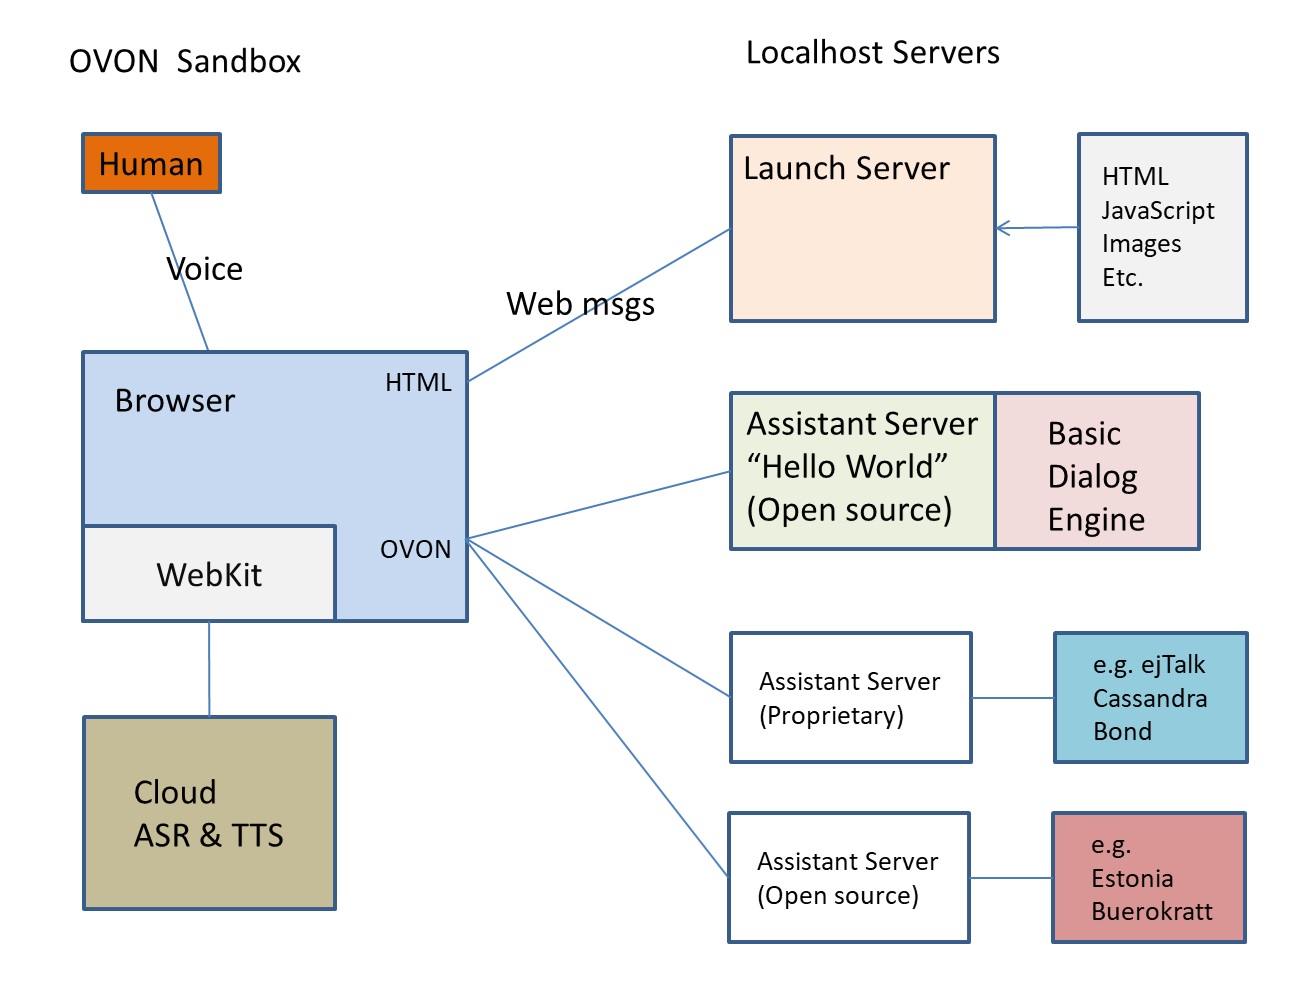 OVON  Sandbox
Localhost Servers
Human
Voice
Browser
HTML
OVON
WebKit
Cloud
ASR & TTS
Web msgs
Launch Server
HTML
JavaScript
Images
Etc.
Assistant Server
“Hello World”
(Open source)
Basic
Dialog
Engine
Assistant Server
(Proprietary)
e.g. ejTalk
Cassandra
Bond
Assistant Server
(Open source)
e.g.
Estonia
Buerokratt